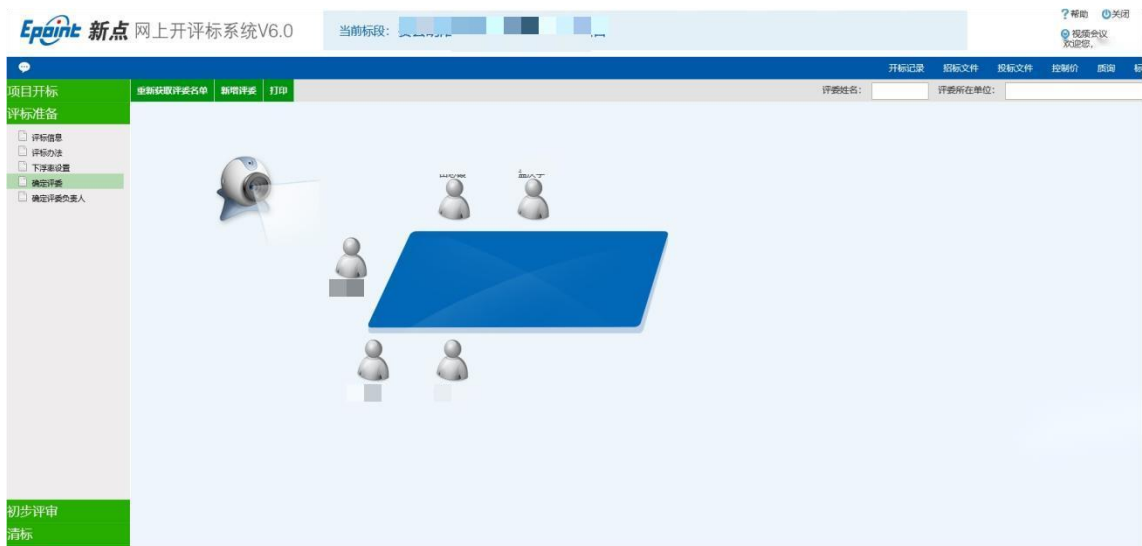 Epoint 新点 网上开评标系统V6.0
当前标段：
?帮助 关闭
视频会议
欢迎您，
开标记录 招标文件 投标文件 控制价 质询
项目开标
重新获取评委名单 新增评委 打印
评委姓名： 评委所在单位：
评标准备
评标信息
评标办法
下浮率设置
确定评委
确定评委负责人
初步评审
清标